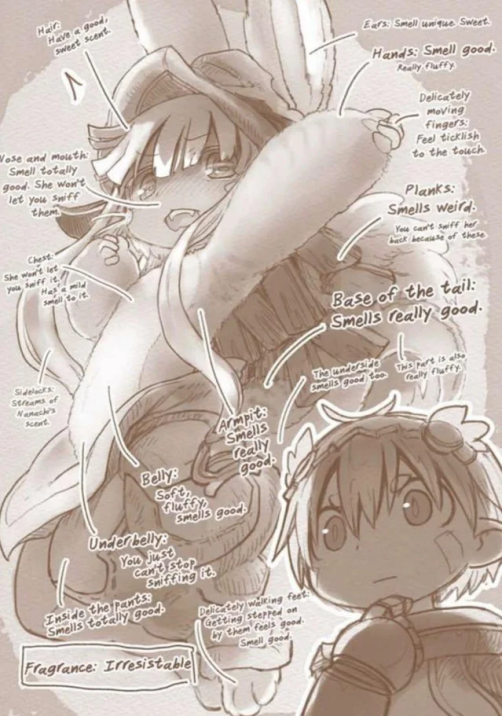 Hair:
Have a good,
sweet scent.
Ears: Smell unique. Sweet.
Hands: Smell good.
Really fluffy.
Delicately
moving
fingers:
Feel ticklish
to the touch.
Nose and mouth:
Smell totally
good. She won't
let you sniff
them.
Planks:
Smells weird.
You can't sniff her
back because of these.
Chest:
She won't let
you sniff it.
Has a mild
smell to it.
Base of the tail:
Smells really good.
The underside
smells good too.
This part is also
really fluffy.
Sidelocks:
Streams of
Nanachi's
scent.
Armpit:
Smells
really
good.
Belly:
Soft,
fluffy,
smells good.
Underbelly:
You just
can't stop
sniffing it.
Inside the pants:
Smells totally good.
Delicately walking feet:
Getting stepped on
by them feels good.
Smell good.
Fragrance: Irresistable